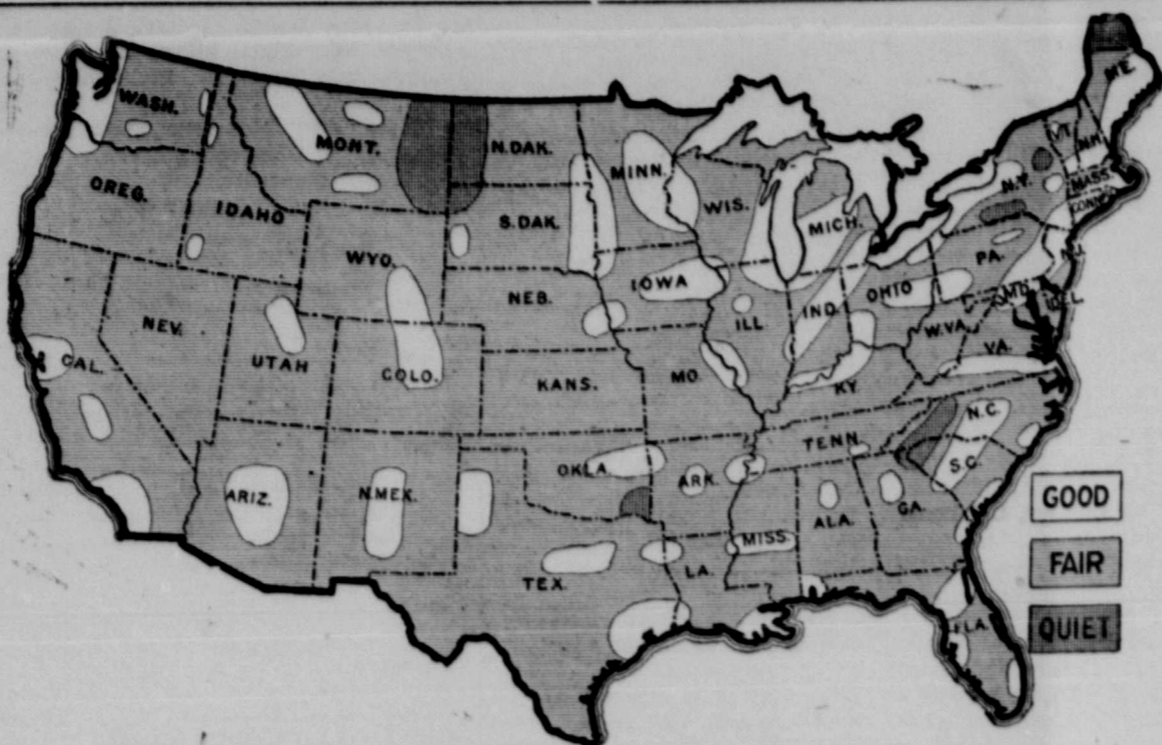 WASH.
MONT.
N.DAK.
MINN.
ME.
VT.
N.H.
OREG.
IDAHO
S.DAK.
WIS.
MICH.
N.Y.
MASS.
CONN.
WYO.
NEB.
IOWA
ILL.
IND.
OHIO
PA.
N.J.
MD.
DEL.
NEV.
UTAH
COLO.
KANS.
MO.
KY.
W.VA.
VA.
CAL.
ARIZ.
N.MEX.
OKLA.
ARK.
TENN.
N.C.
S.C.
TEX.
LA.
MISS.
ALA.
GA.
FLA.
GOOD
FAIR
QUIET